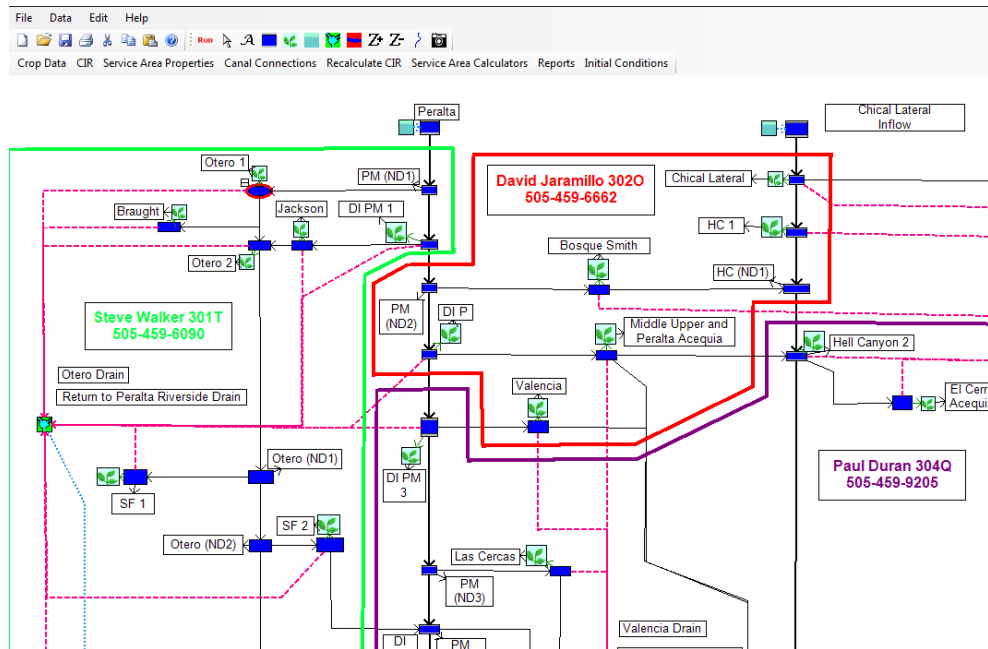 File Data Edit Help
Run A Z+ Z-
Crop Data CIR Service Area Properties Canal Connections Recalculate CIR Service Area Calculators Reports Initial Conditions
Peralta
Chical Lateral
Inflow
Otero 1
PM (ND1)
David Jaramillo 302O
505-459-6662
Chical Lateral
Braught
Jackson
DI PM 1
HC 1
Bosque Smith
Otero 2
HC (ND1)
PM
(ND2)
DI P
Steve Walker 301T
505-459-6090
Middle Upper and
Peralta Acequia
Hell Canyon 2
Otero Drain
Return to Peralta Riverside Drain
Valencia
El Cerr
Acequi
Otero (ND1)
Paul Duran 304Q
505-459-9205
DI PM
3
SF 1
SF 2
Otero (ND2)
Las Cercas
PM
(ND3)
Valencia Drain
DI
PM